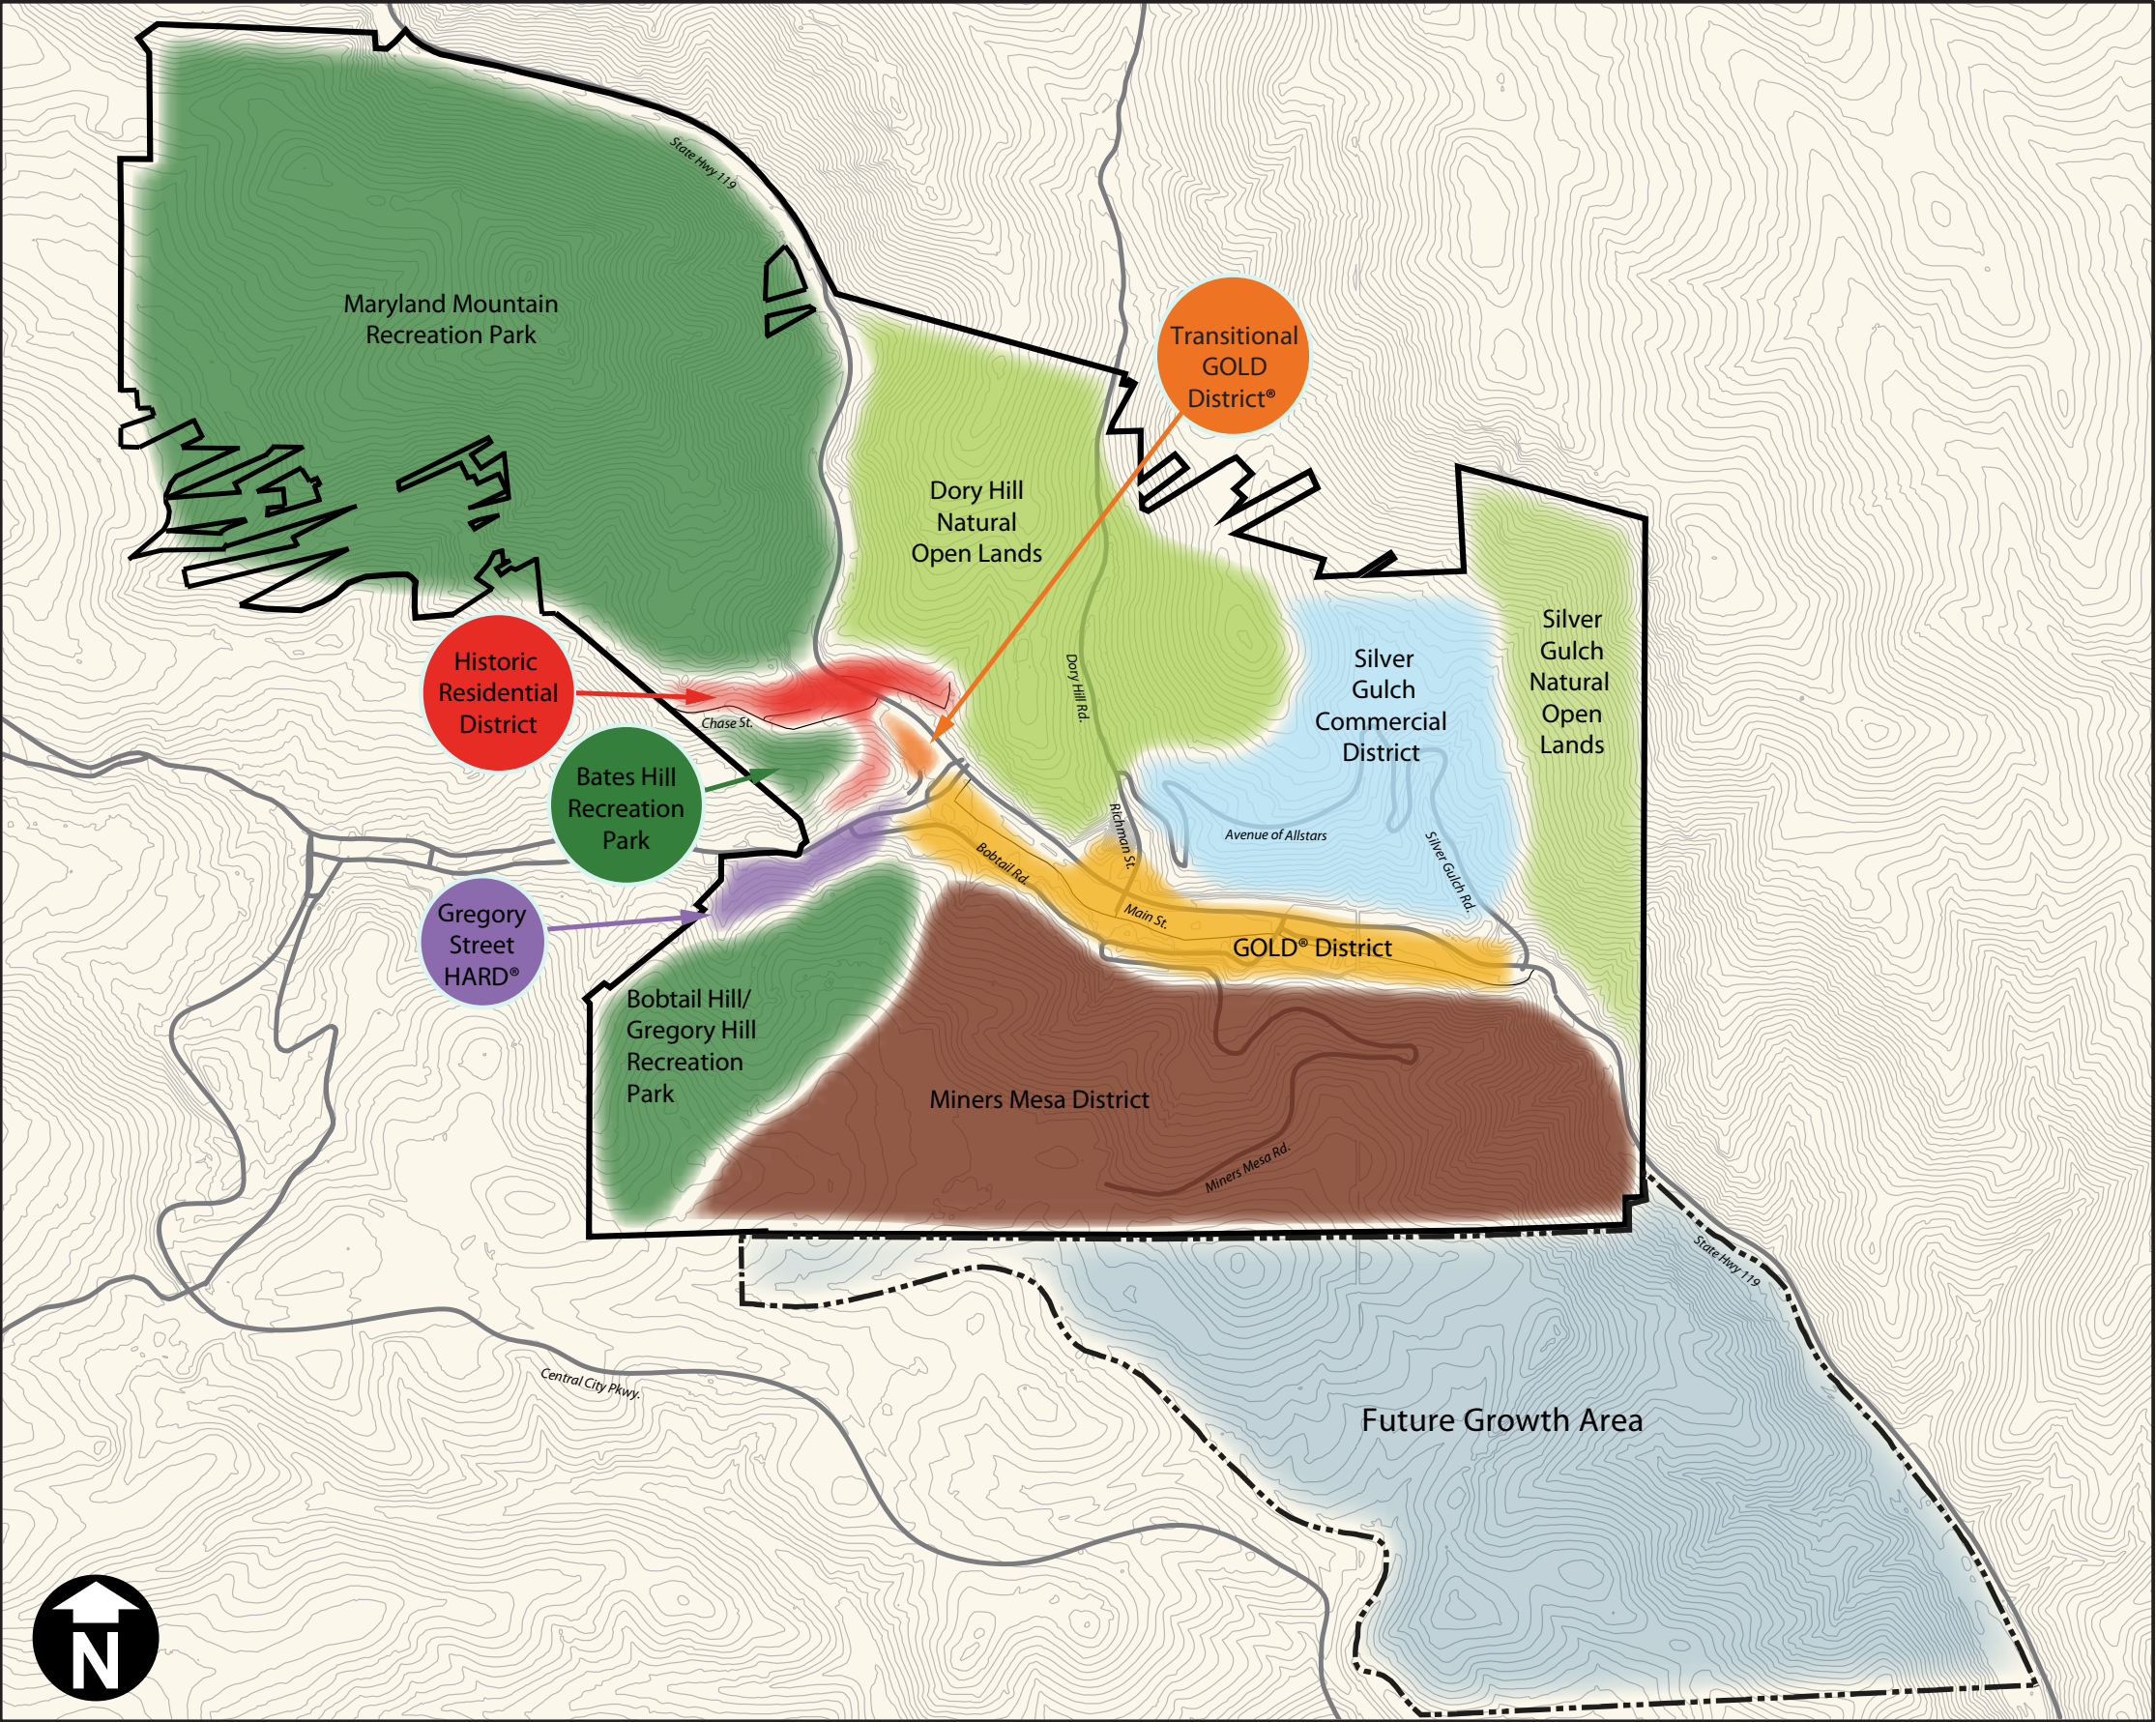 State Hwy 119
Maryland Mountain
Recreation Park
Transitional
GOLD
District®
Dory Hill
Natural
Open Lands
Historic
Residential
District
Chase St.
Dory Hill Rd.
Silver
Gulch
Commercial
District
Silver
Gulch
Natural
Open
Lands
Bates Hill
Recreation
Park
Richman St.
Avenue of Allstars
Silver Gulch Rd.
Bobtail Rd.
Main St.
GOLD® District
Gregory
Street
HARD®
Bobtail Hill/
Gregory Hill
Recreation
Park
Miners Mesa District
Miners Mesa Rd.
State Hwy 119
Central City Pkwy.
Future Growth Area
N